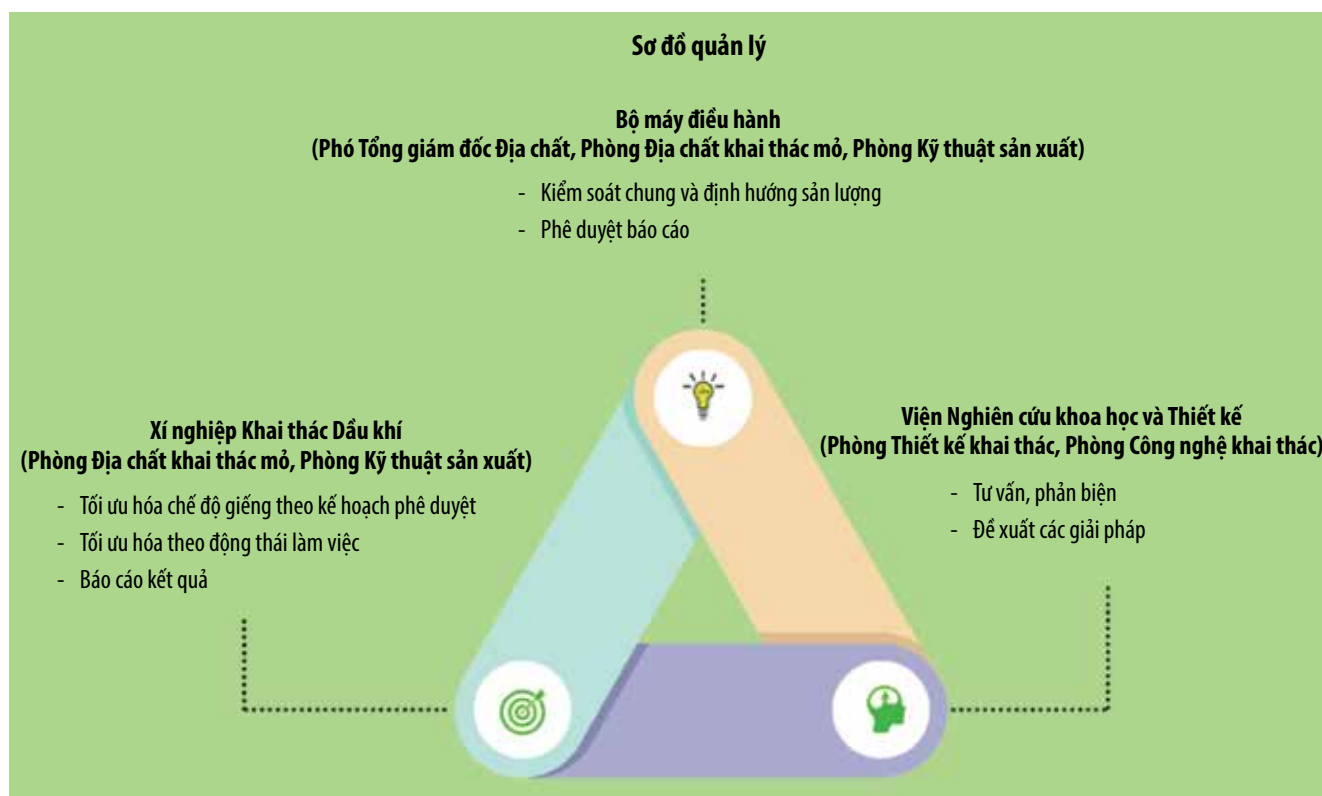 Sơ đồ quản lý
Bộ máy điều hành
(Phó Tổng giám đốc Địa chất, Phòng Địa chất khai thác mỏ, Phòng Kỹ thuật sản xuất)
- Kiểm soát chung và định hướng sản lượng
- Phê duyệt báo cáo
Xí nghiệp Khai thác Dầu khí
(Phòng Địa chất khai thác mỏ, Phòng Kỹ thuật sản xuất)
- Tối ưu hóa chế độ giếng theo kế hoạch phê duyệt
- Tối ưu hóa theo động thái làm việc
- Báo cáo kết quả
Viện Nghiên cứu khoa học và Thiết kế
(Phòng Thiết kế khai thác, Phòng Công nghệ khai thác)
- Tư vấn, phản biện
- Đề xuất các giải pháp